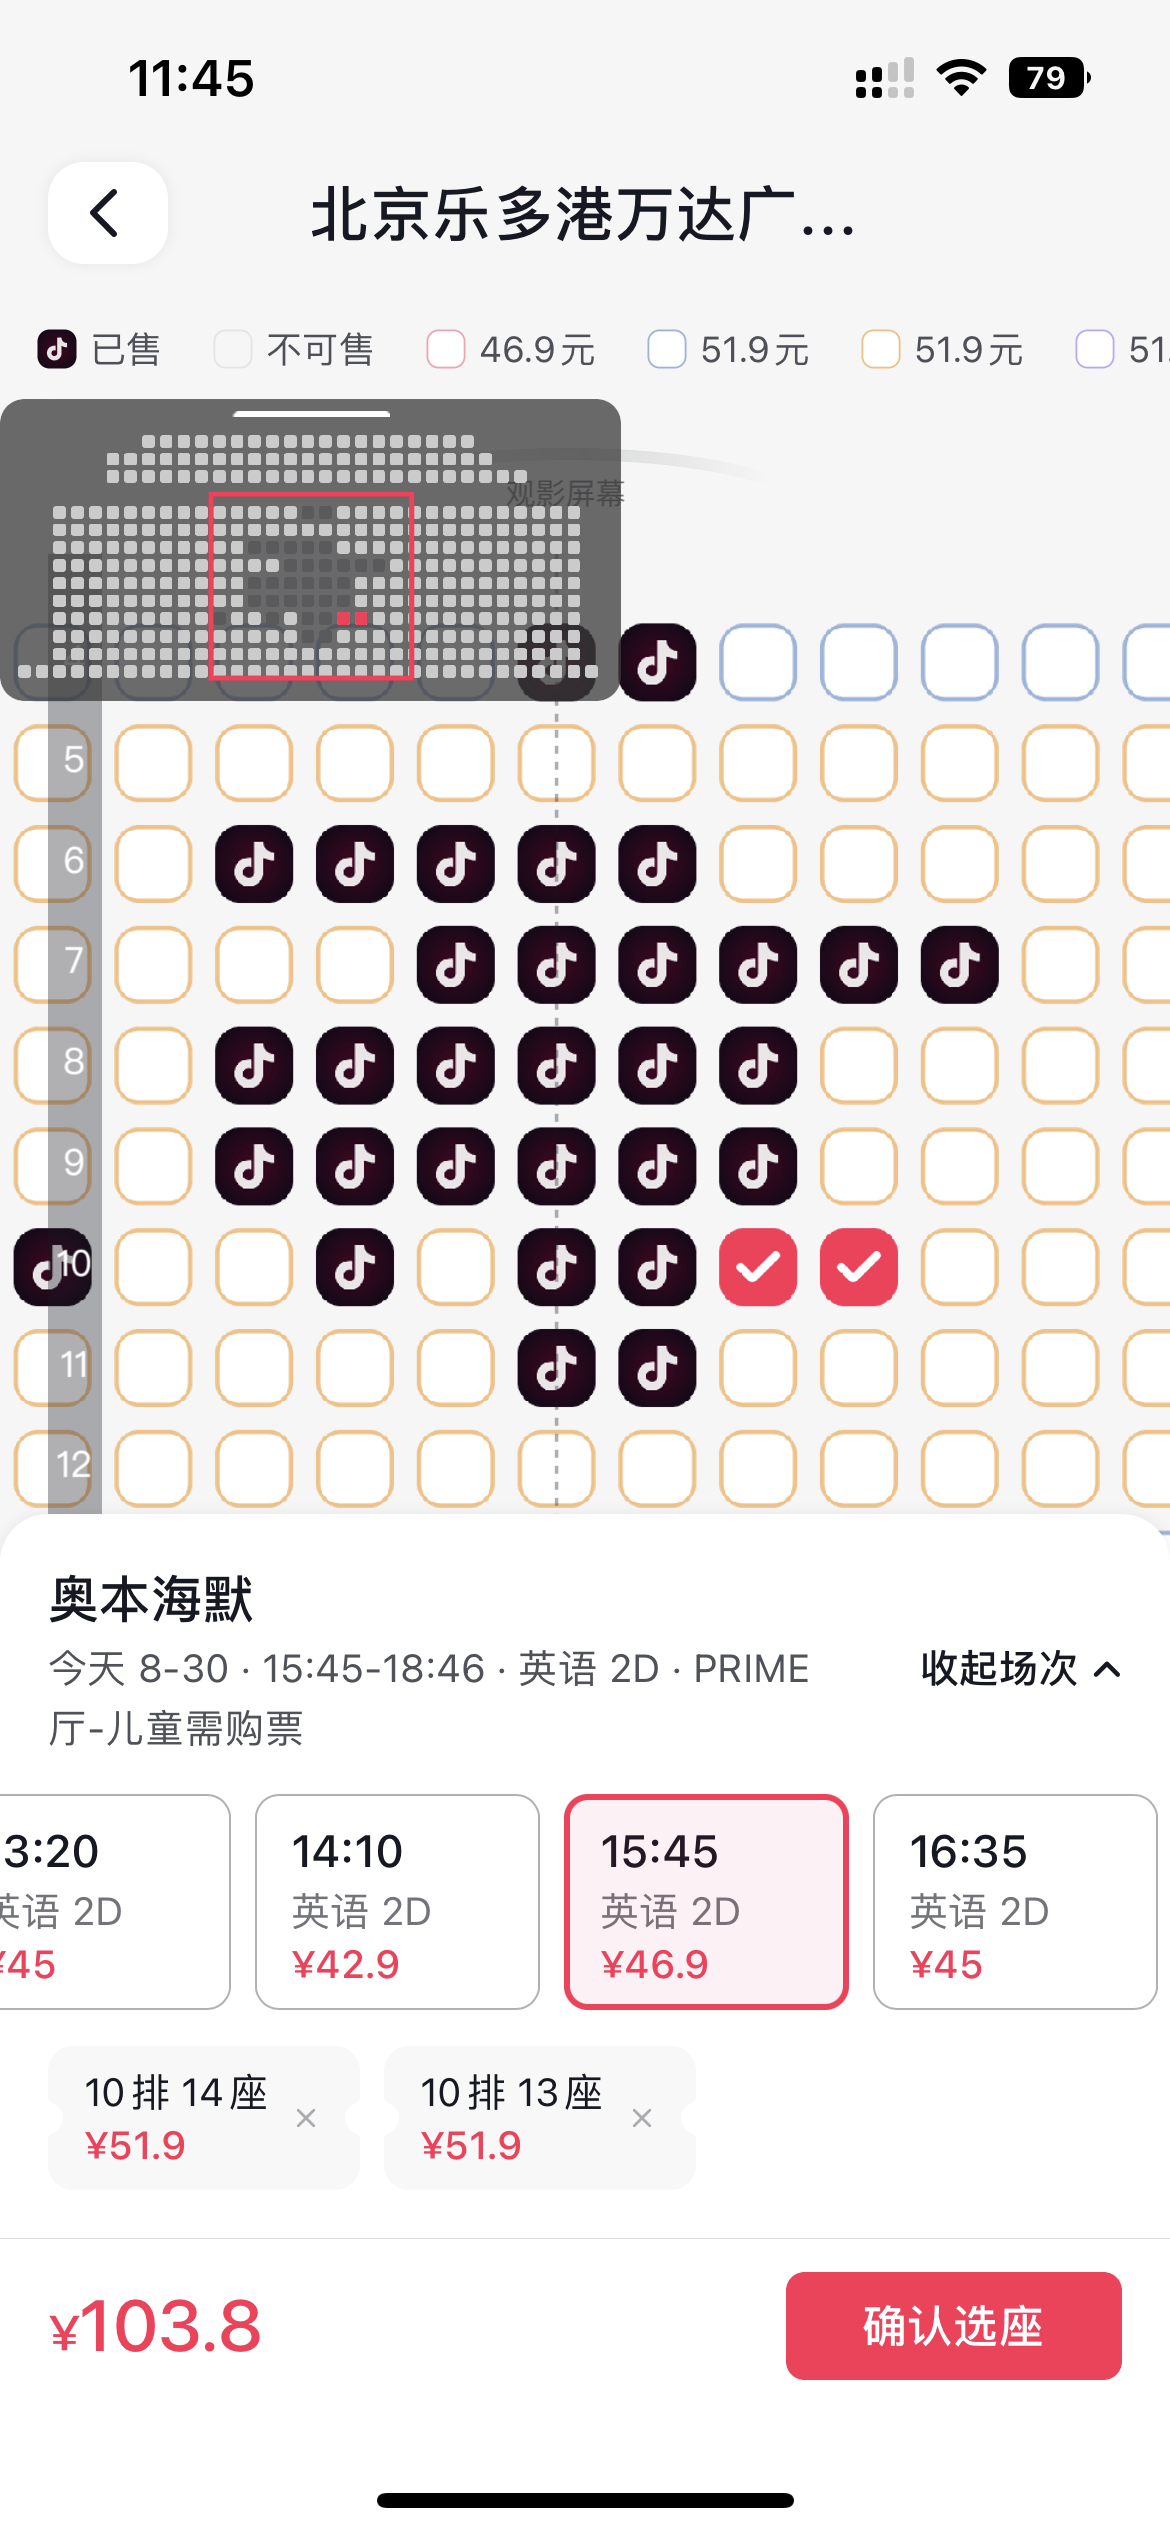 11:45
79
北京乐多港万达广...
已售 不可售 46.9元 51.9元 51.9元 51.
观影屏幕
5
6
7
8
9
10
11
12
奥本海默
今天 8-30 · 15:45-18:46 · 英语 2D · PRIME
厅-儿童需购票
收起场次
3:20 14:10 15:45 16:35
英语 2D 英语 2D 英语 2D 英语 2D
¥45 ¥42.9 ¥46.9 ¥45
10排 14座 10排 13座
¥51.9 ¥51.9
¥103.8 确认选座